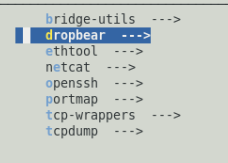 bridge-utils --->
dropbear --->
ethtool --->
netcat --->
openssh --->
portmap --->
tcp-wrappers --->
tcpdump --->